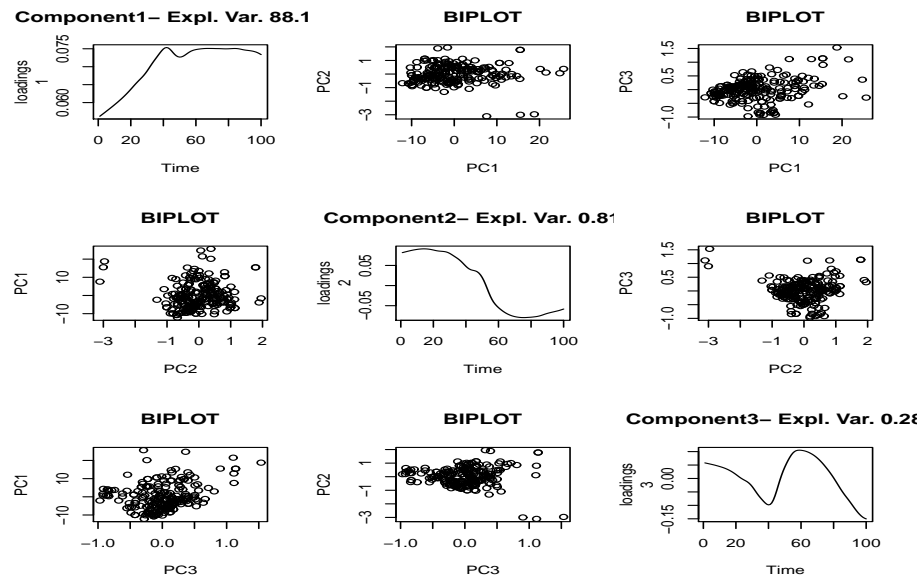 Component1– Expl. Var. 88.1
loadings
1
0.060
0.075
0
20
60
100
Time
BIPLOT
PC2
−3
−1
1
−10
0
10
20
PC1
BIPLOT
PC3
−1.0
0.5
1.5
−10
0
10
20
PC1
BIPLOT
PC1
−10
10
−3
−1
0
1
2
PC2
Component2– Expl. Var. 0.81
loadings
2
−0.05
0.05
0
20
60
100
Time
BIPLOT
PC3
−1.0
0.5
1.5
−3
−1
0
1
2
PC2
BIPLOT
PC1
−10
10
−1.0
0.0
1.0
PC3
BIPLOT
PC2
−3
−1
1
−1.0
0.0
1.0
PC3
Component3– Expl. Var. 0.28
loadings
3
−0.15
0.00
0
20
60
100
Time